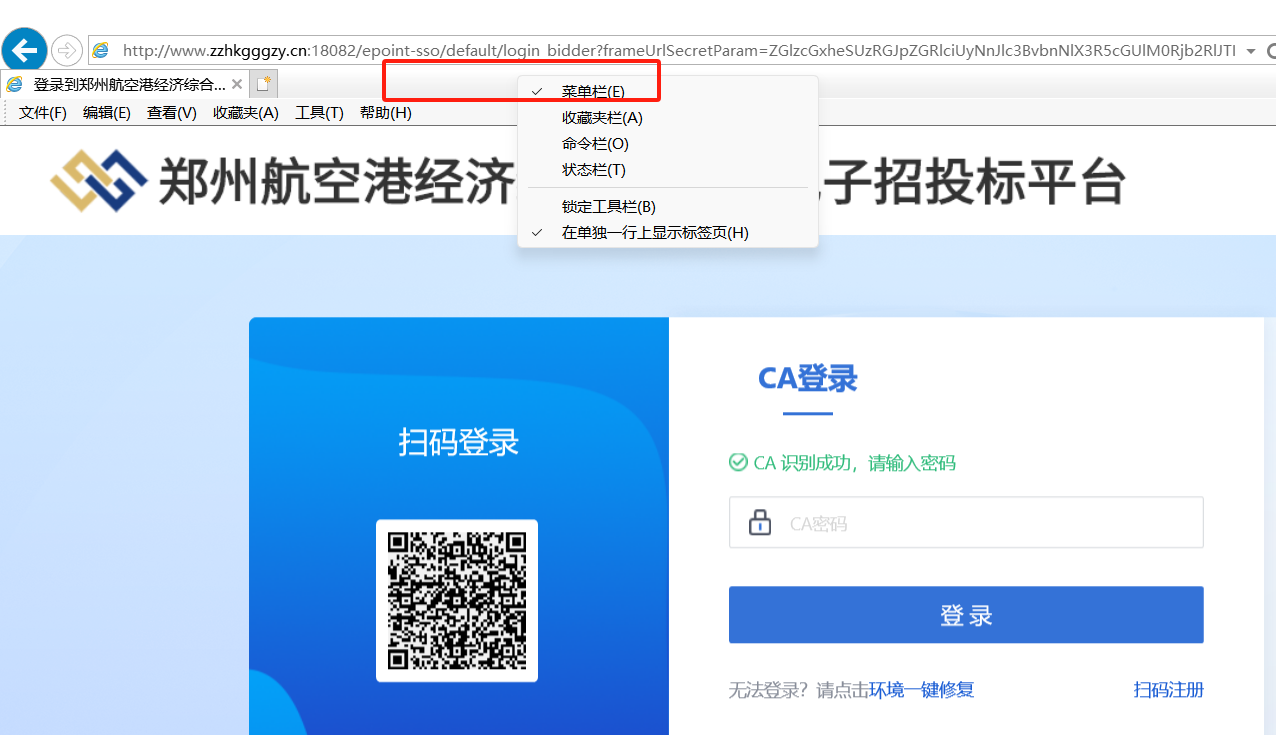 http://www.zzhkgggzy.cn:18082/epoint-sso/default/login_bidder?frameUrlSecretParam=ZGlzcGxheSUzRGJpZGRlciUyNnJlc3BvbnNlX3R5cGUlM0Rjb2RlJTI
登录到郑州航空港经济综合...
文件(F) 编辑(E) 查看(V) 收藏夹(A) 工具(T) 帮助(H)
菜单栏(E)
收藏夹栏(A)
命令栏(O)
状态栏(T)
锁定工具栏(B)
在单独一行上显示标签页(H)
郑州航空港经济 子招投标平台
扫码登录
CA登录
CA 识别成功，请输入密码
CA密码
登 录
无法登录？请点击环境一键修复 扫码注册